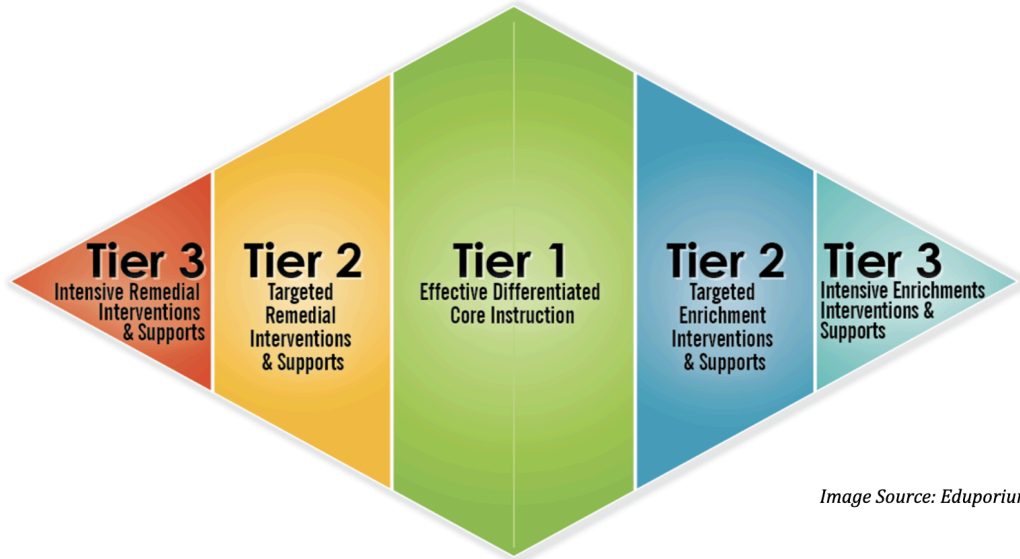 Tier 3
Intensive Remedial
Interventions
& Supports
Tier 2
Targeted
Remedial
Interventions
& Supports
Tier 1
Effective Differentiated
Core Instruction
Tier 2
Targeted
Enrichment
Interventions
& Supports
Tier 3
Intensive Enrichments
Interventions &
Supports
Image Source: Eduporium